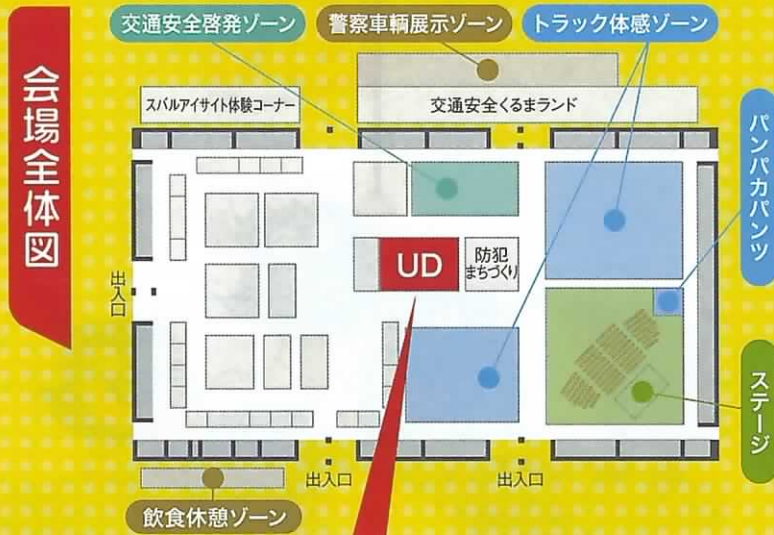 会場全体図
交通安全啓発ゾーン
警察車輌展示ゾーン
トラック体感ゾーン
スバルアイサイト体験コーナー
交通安全くるまランド
パンパカパンツ
UD
防犯
まちづくり
出入口
ステージ
出入口
出入口
飲食休憩ゾーン